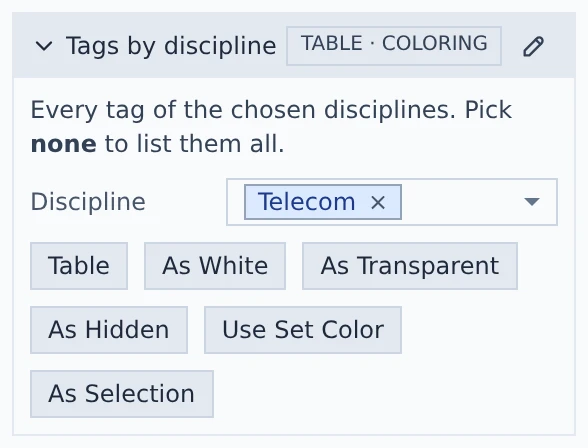 Tags by discipline TABLE · COLORING
Every tag of the chosen disciplines. Pick
none to list them all.
Discipline Telecom ×
Table As White As Transparent
As Hidden Use Set Color
As Selection